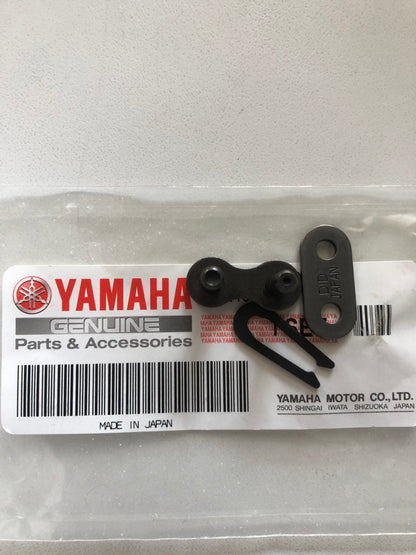 YAMAHA
GENUINE
Parts & Accessories
MADE IN JAPAN
DID
JAPAN
YAMAHA MOTOR CO., LTD.
2500 SHINGAI IWATA SHIZUOKA JAPAN